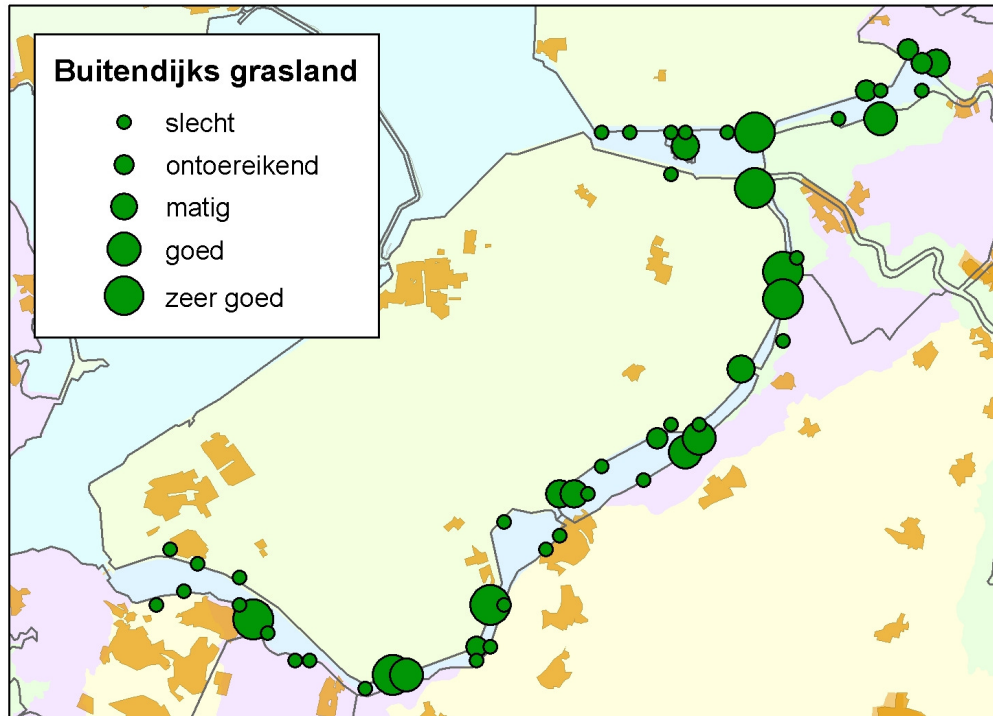 Buitendijks grasland
slecht
ontoereikend
matig
goed
zeer goed